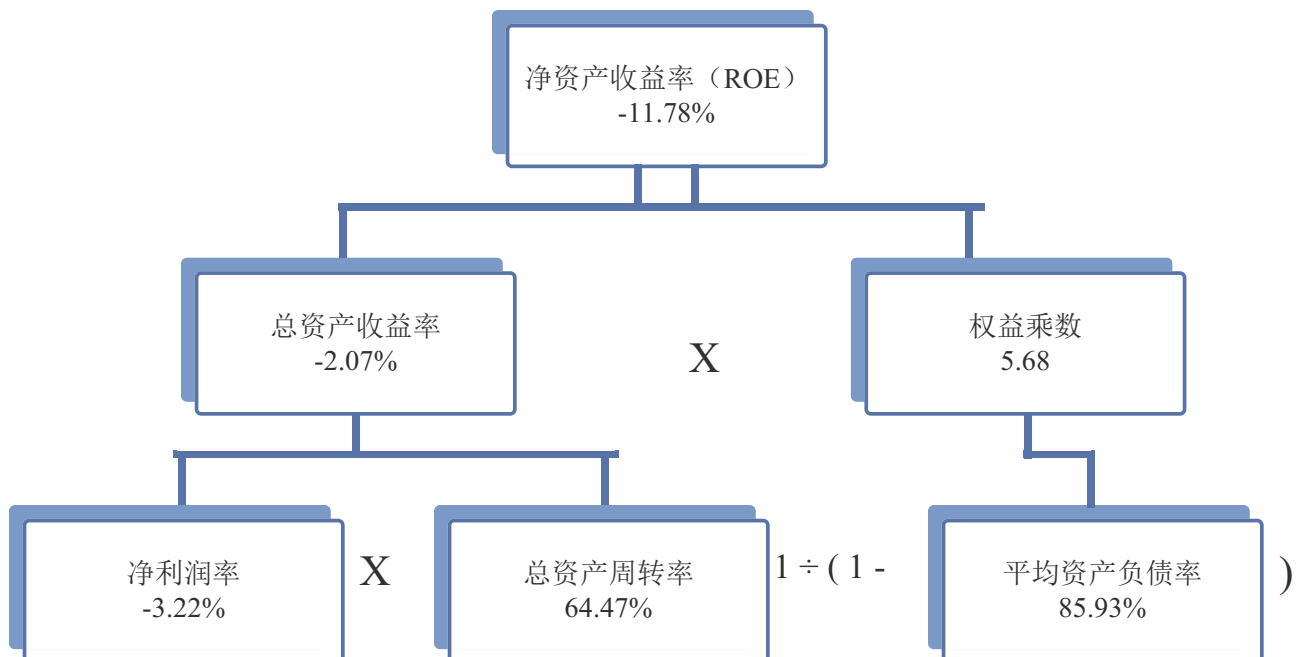 净资产收益率（ROE）
-11.78%
总资产收益率
-2.07%
X
权益乘数
5.68
净利润率
-3.22%
X
总资产周转率
64.47%
1 ÷ ( 1 -
平均资产负债率
85.93%
)